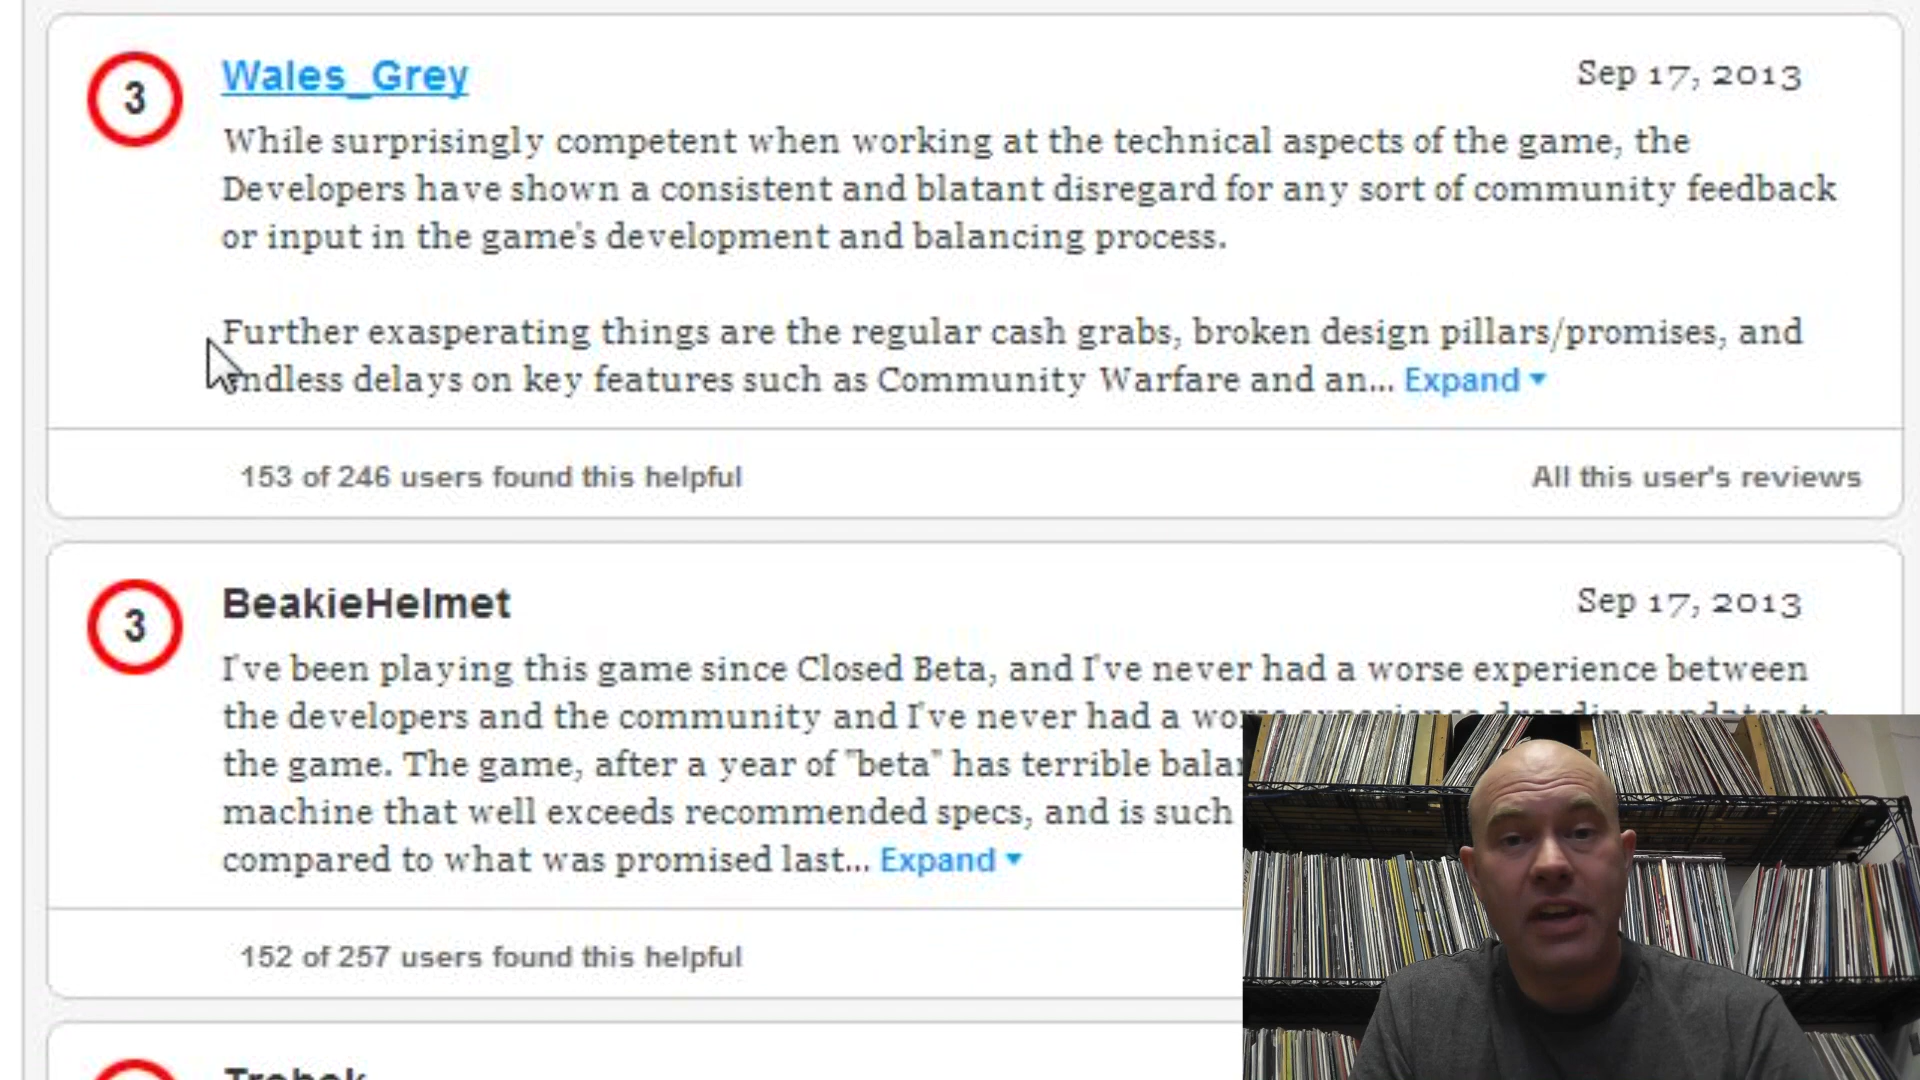 3
Wales_Grey
Sep 17, 2013
While surprisingly competent when working at the technical aspects of the game, the
Developers have shown a consistent and blatant disregard for any sort of community feedback
or input in the game's development and balancing process.
Further exasperating things are the regular cash grabs, broken design pillars/promises, and
endless delays on key features such as Community Warfare and an... Expand
153 of 246 users found this helpful
All this user's reviews
3
BeakieHelmet
Sep 17, 2013
I've been playing this game since Closed Beta, and I've never had a worse experience between
the developers and the community and I've never had a worse experience dreading updates to
the game. The game, after a year of "beta" has terrible
machine that well exceeds recommended specs, and is such
compared to what was promised last... Expand
152 of 257 users found this helpful